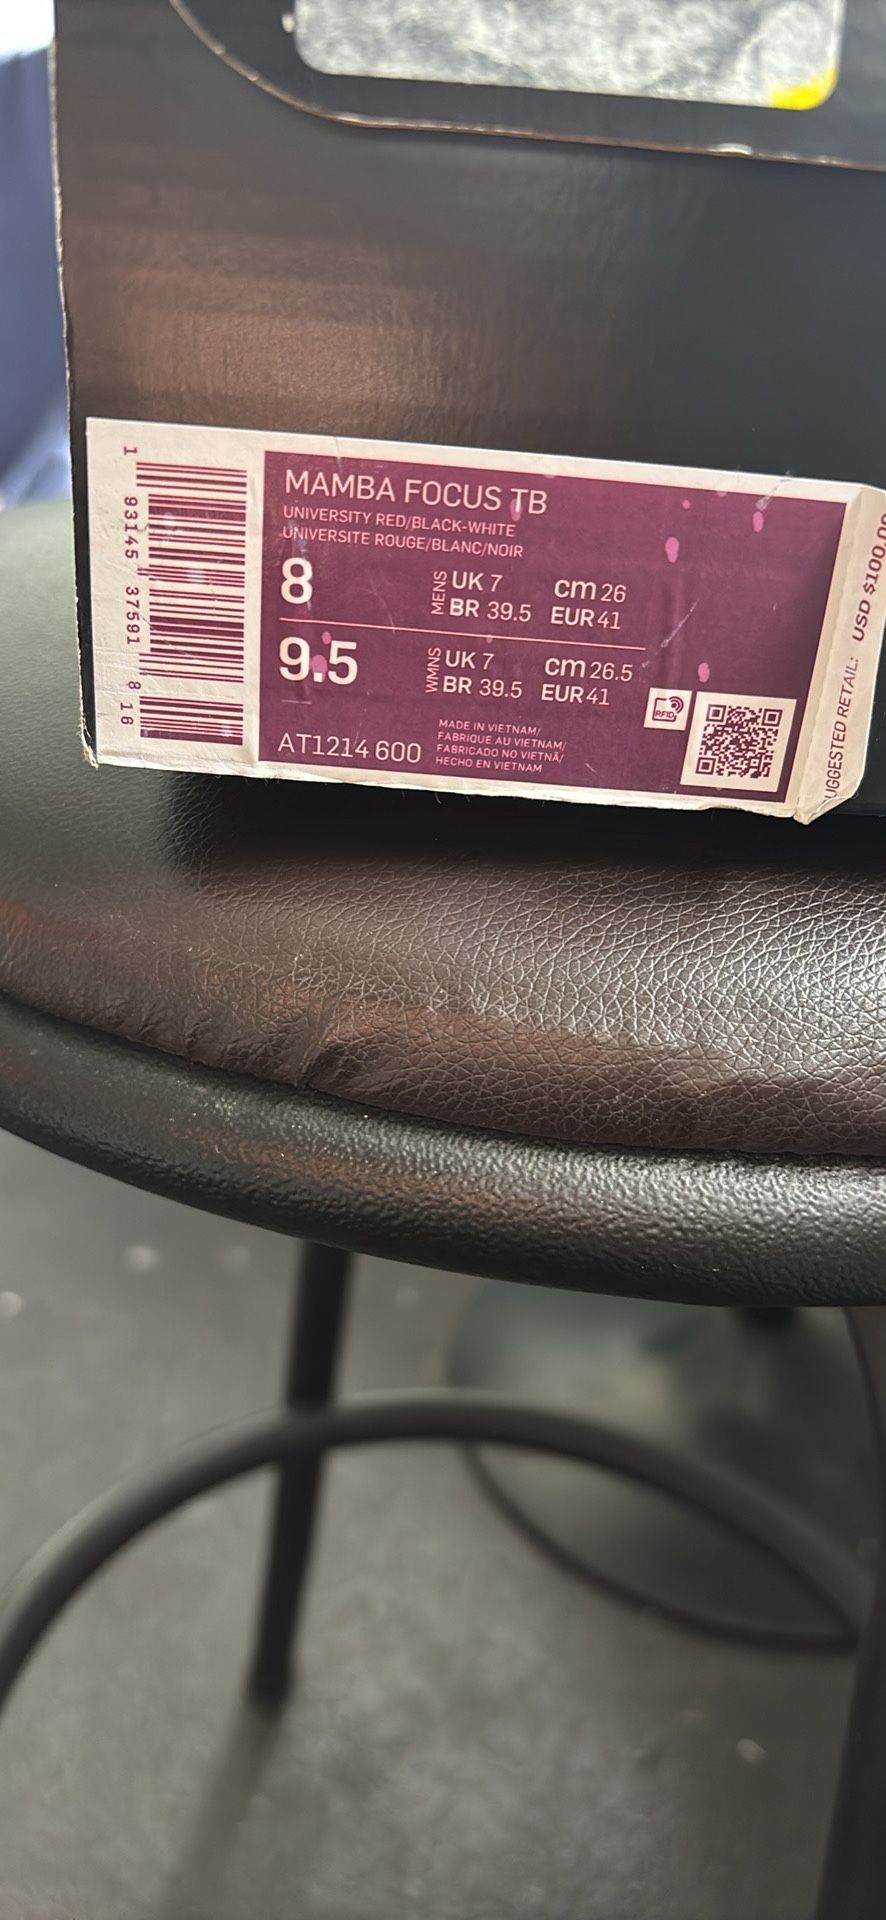 MAMBA FOCUS TB
UNIVERSITY RED/BLACK-WHITE
UNIVERSITE ROUGE/BLANC/NOIR
8
MENS
UK 7
cm 26
BR 39.5
EUR 41
9.5
WMNS
UK 7
cm 26.5
BR 39.5
EUR 41
AT1214 600
MADE IN VIETNAM/
FABRIQUE AU VIETNAM/
FABRICADO NO VIETNÃ/
HECHO EN VIETNAM
RFID
1 93145 37591 8 16
UGGESTED RETAIL: USD $100.0